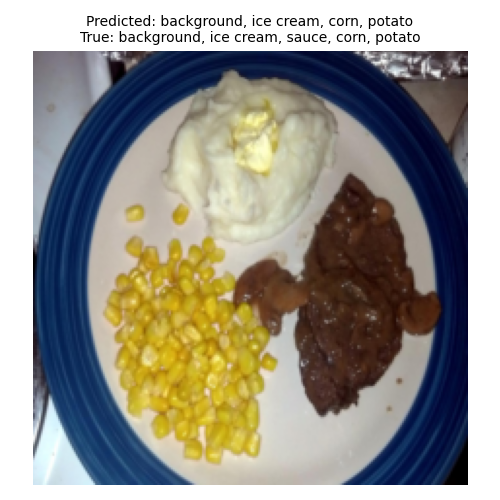 Predicted: background, ice cream, corn, potato
True: background, ice cream, sauce, corn, potato